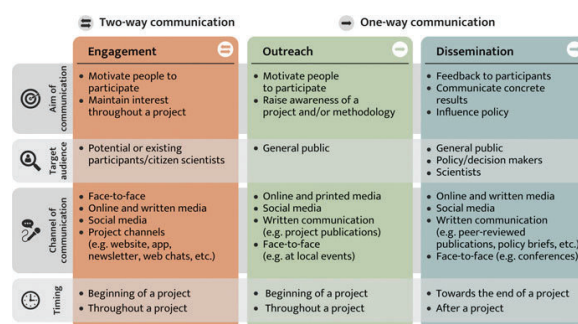 Two-way communication
One-way communication
Engagement
Outreach
Dissemination
Aim of
communication
• Motivate people to
participate
• Maintain interest
throughout a project
• Motivate people
to participate
• Raise awareness of a
project and/or methodology
• Feedback to participants
• Communicate concrete
results
• Influence policy
Target
audience
• Potential or existing
participants/citizen scientists
• General public
• General public
• Policy/decision makers
• Scientists
Channel of
communication
• Face-to-face
• Online and written media
• Social media
• Project channels
(e.g. website, app,
newsletter, web chats, etc.)
• Online and printed media
• Social media
• Written communication
(e.g. project publications)
• Face-to-face
(e.g. at local events)
• Online and written media
• Social media
• Written communication
(e.g. peer-reviewed
publications, policy briefs, etc.)
• Face-to-face (e.g. conferences)
Timing
• Beginning of a project
• Throughout a project
• Beginning of a project
• Throughout a project
• Towards the end of a project
• After a project